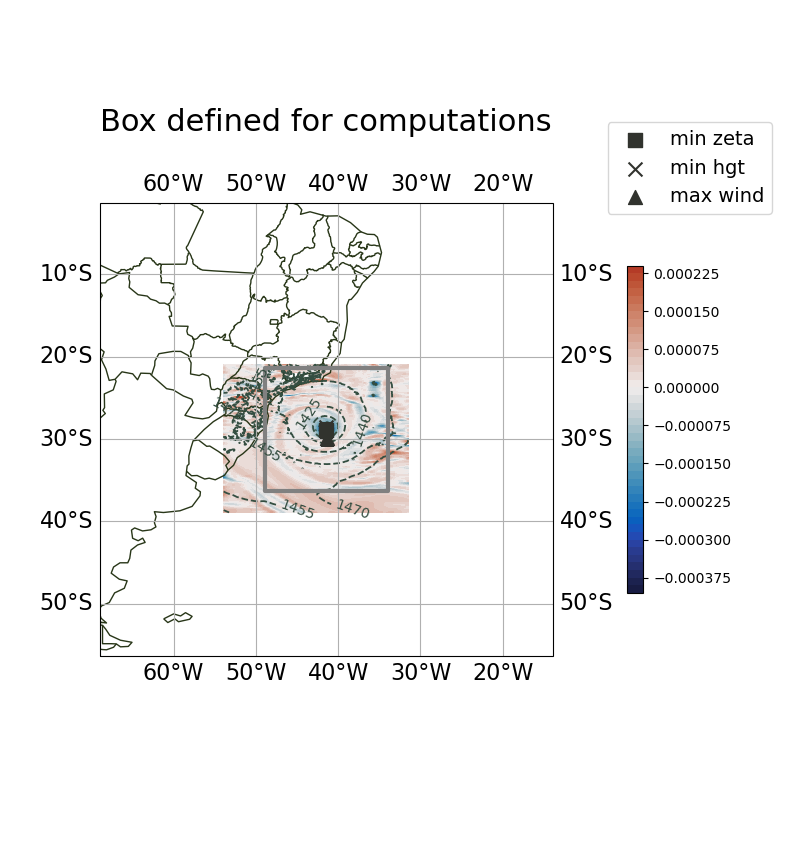 Box defined for computations
min zeta
min hgt
max wind
60°W 50°W 40°W 30°W 20°W
10°S 10°S
20°S 20°S
30°S 30°S
40°S 40°S
50°S 50°S
60°W 50°W 40°W 30°W 20°W
1425
1440
1455
1455
1470
0.000225
0.000150
0.000075
0.000000
−0.000075
−0.000150
−0.000225
−0.000300
−0.000375